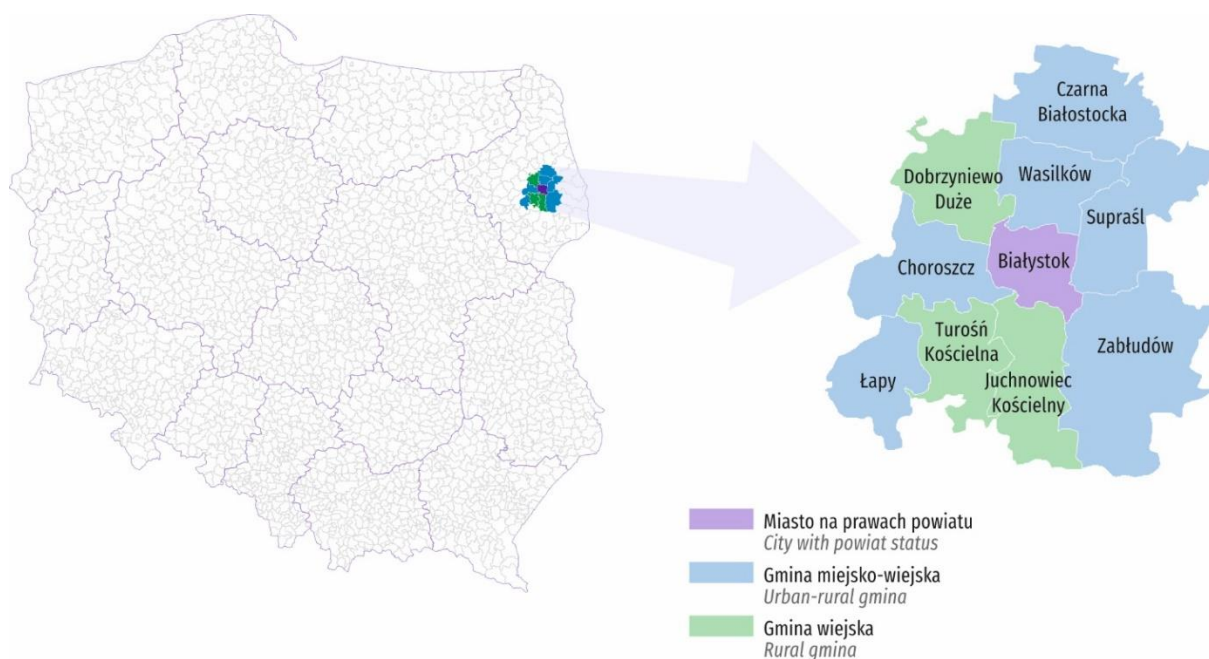 Czarna
Białostocka
Dobrzyniewo
Duże
Wasilków
Supraśl
Choroszcz
Białystok
Turośń
Kościelna
Zabłudów
Łapy
Juchnowiec
Kościelny
Miasto na prawach powiatu
City with powiat status
Gmina miejsko-wiejska
Urban-rural gmina
Gmina wiejska
Rural gmina